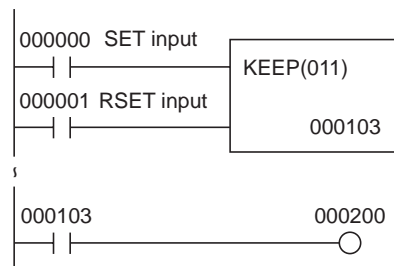 000000 SET input
KEEP(011)
000001 RSET input
000103
000103 000200